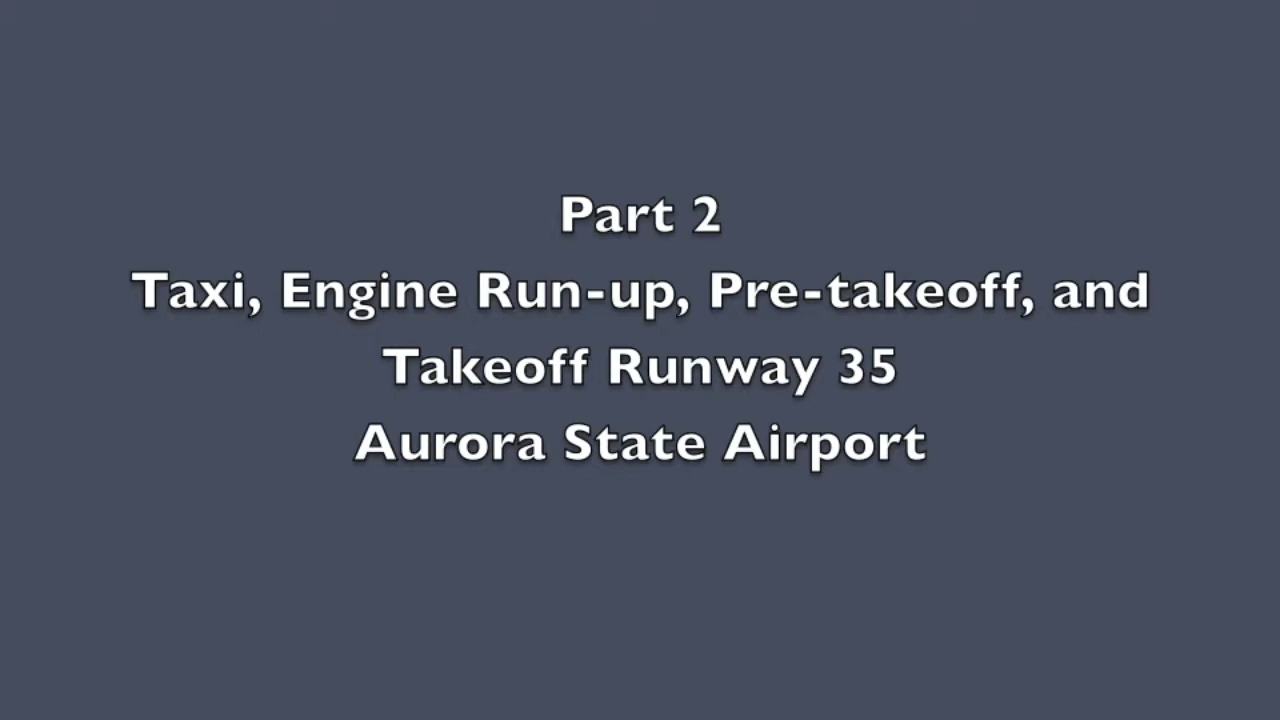 Part 2
Taxi, Engine Run-up, Pre-takeoff, and
Takeoff Runway 35
Aurora State Airport